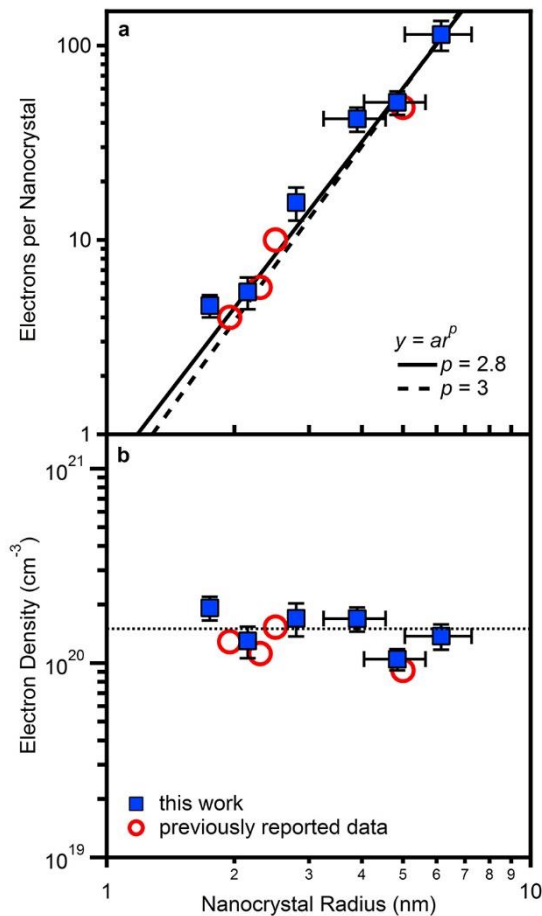 a
100
10
1
Electrons per Nanocrystal
y = ar^p
p = 2.8
p = 3
b
10^21
10^20
10^19
Electron Density (cm^-3)
this work
previously reported data
1 2 3 4 5 6 7 8 9 10
Nanocrystal Radius (nm)